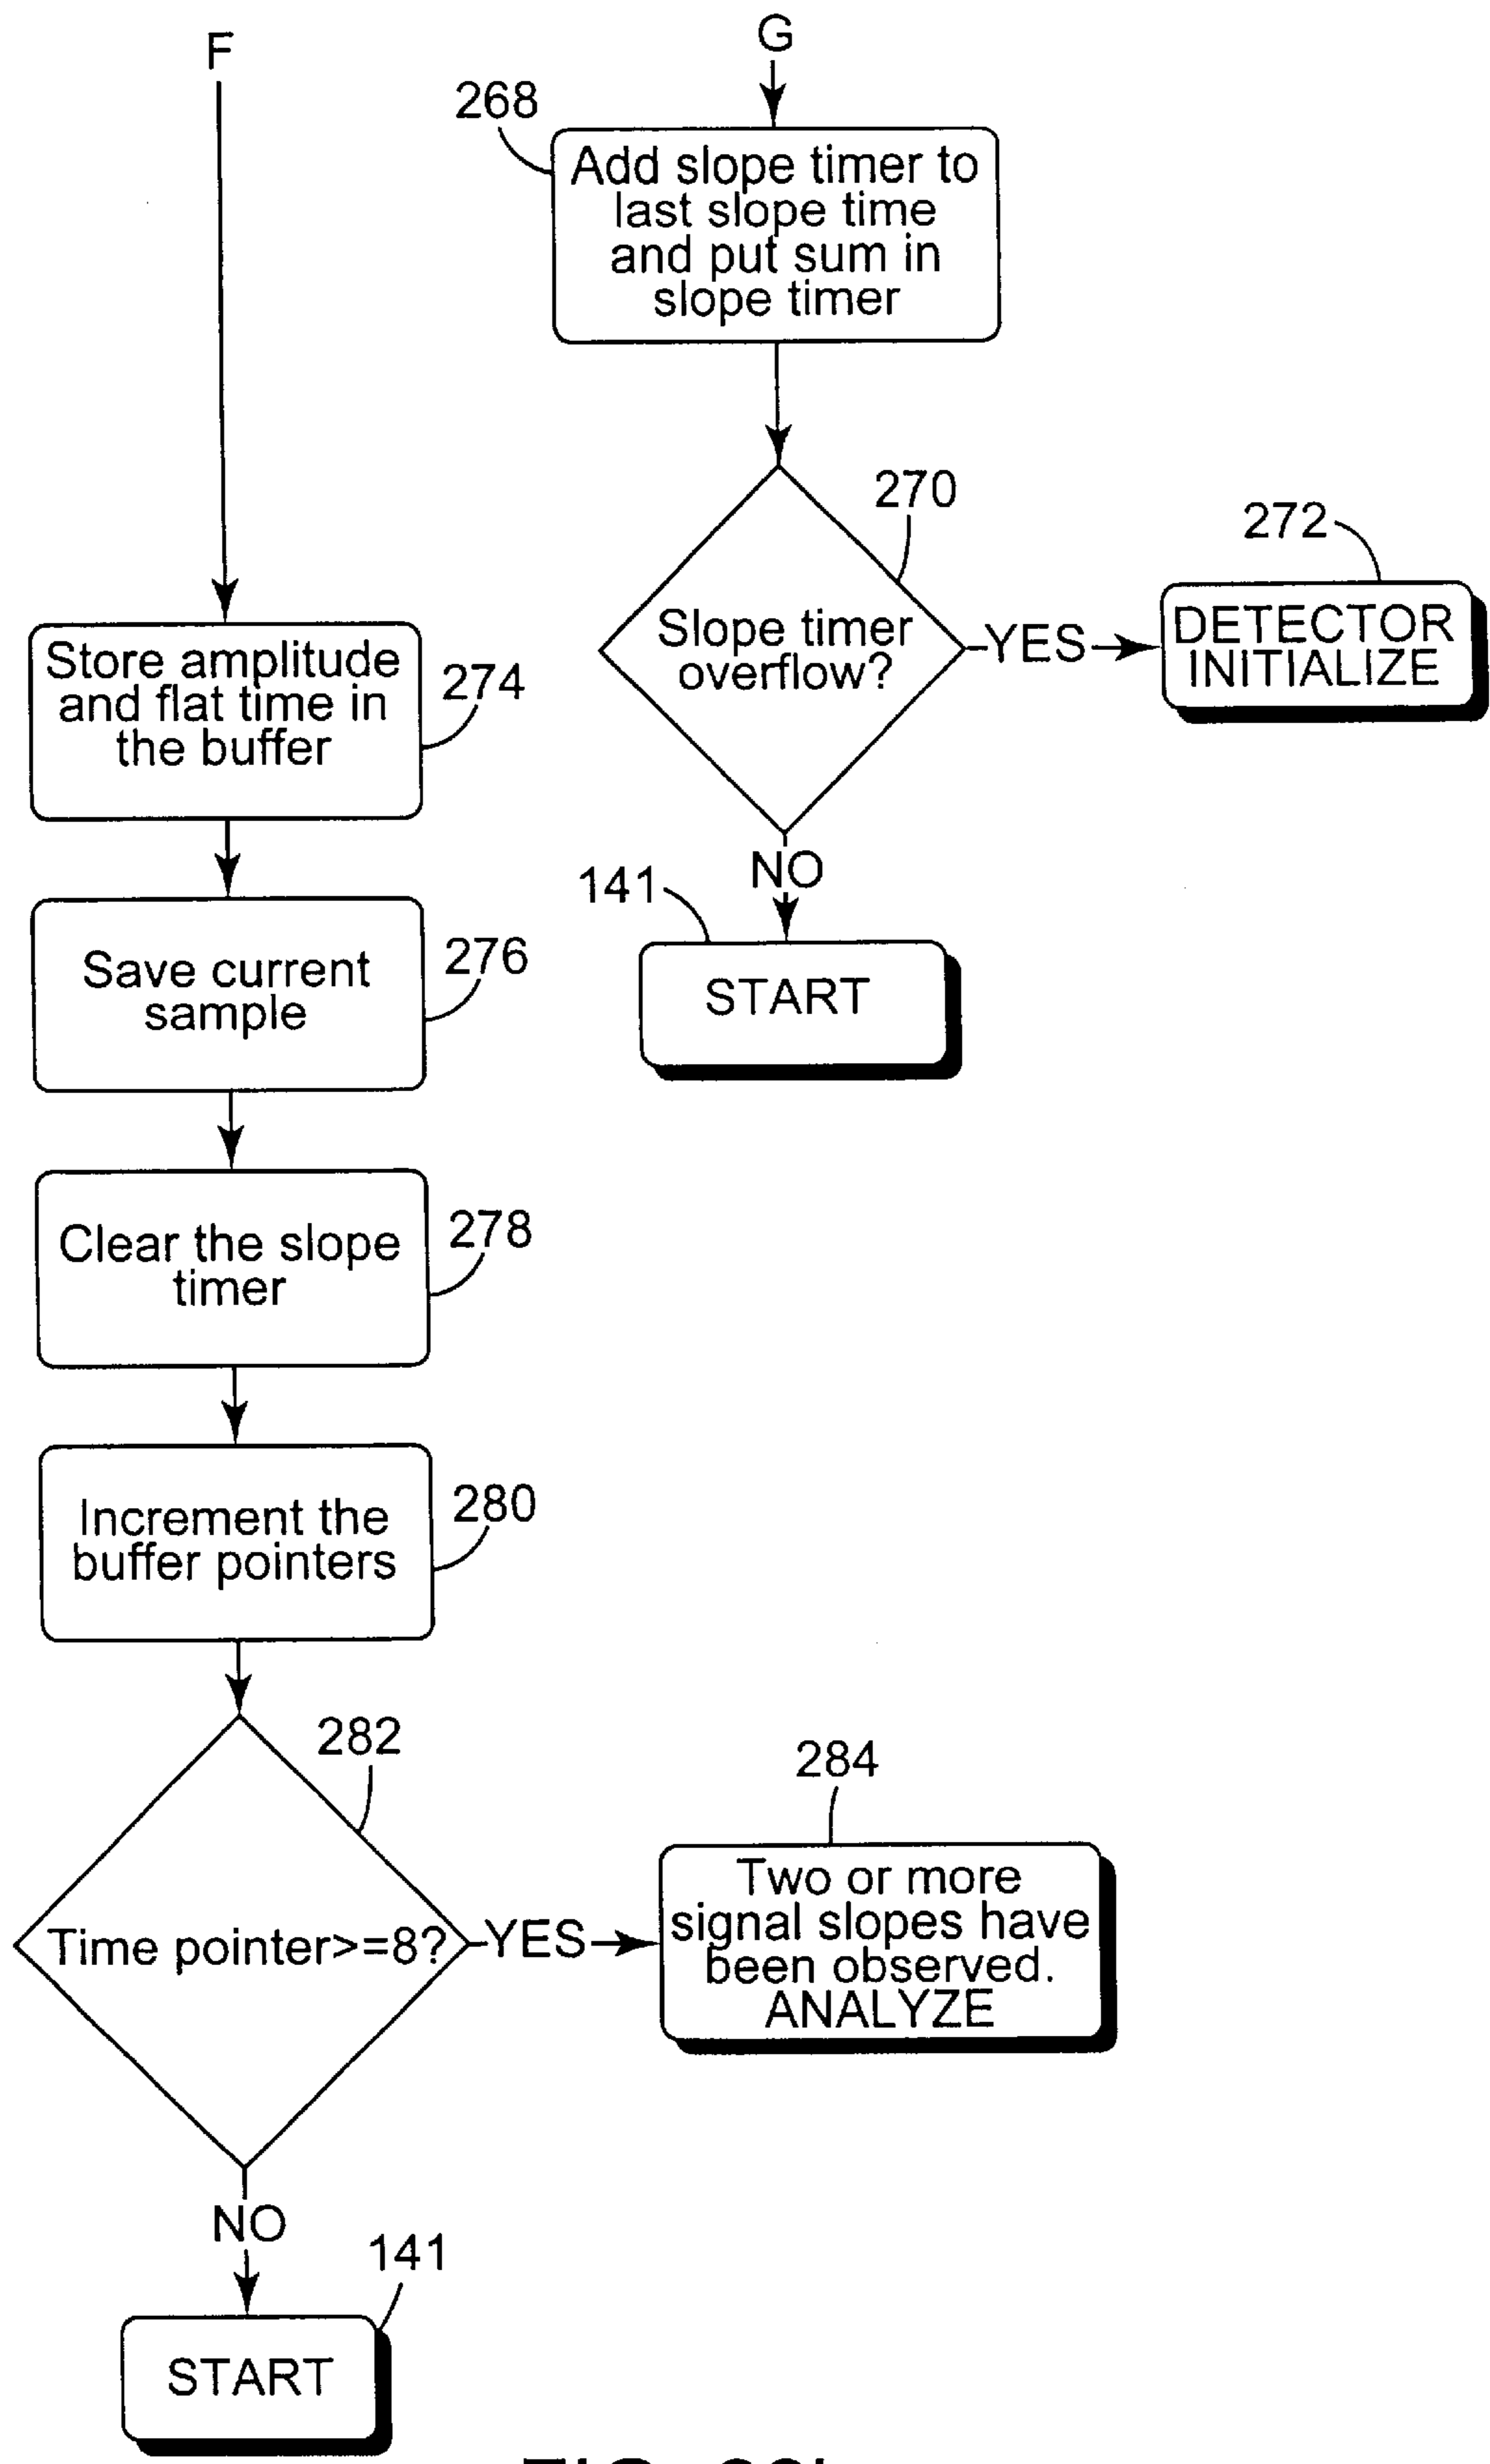 F
G
268
Add slope timer to
last slope time
and put sum in
slope timer
270
Slope timer
overflow?
YES
272
DETECTOR
INITIALIZE
NO
141
START
Store amplitude
and flat time in
the buffer
274
Save current
sample
276
Clear the slope
timer
278
Increment the
buffer pointers
280
282
Time pointer>=8?
YES
284
Two or more
signal slopes have
been observed.
ANALYZE
NO
141
START